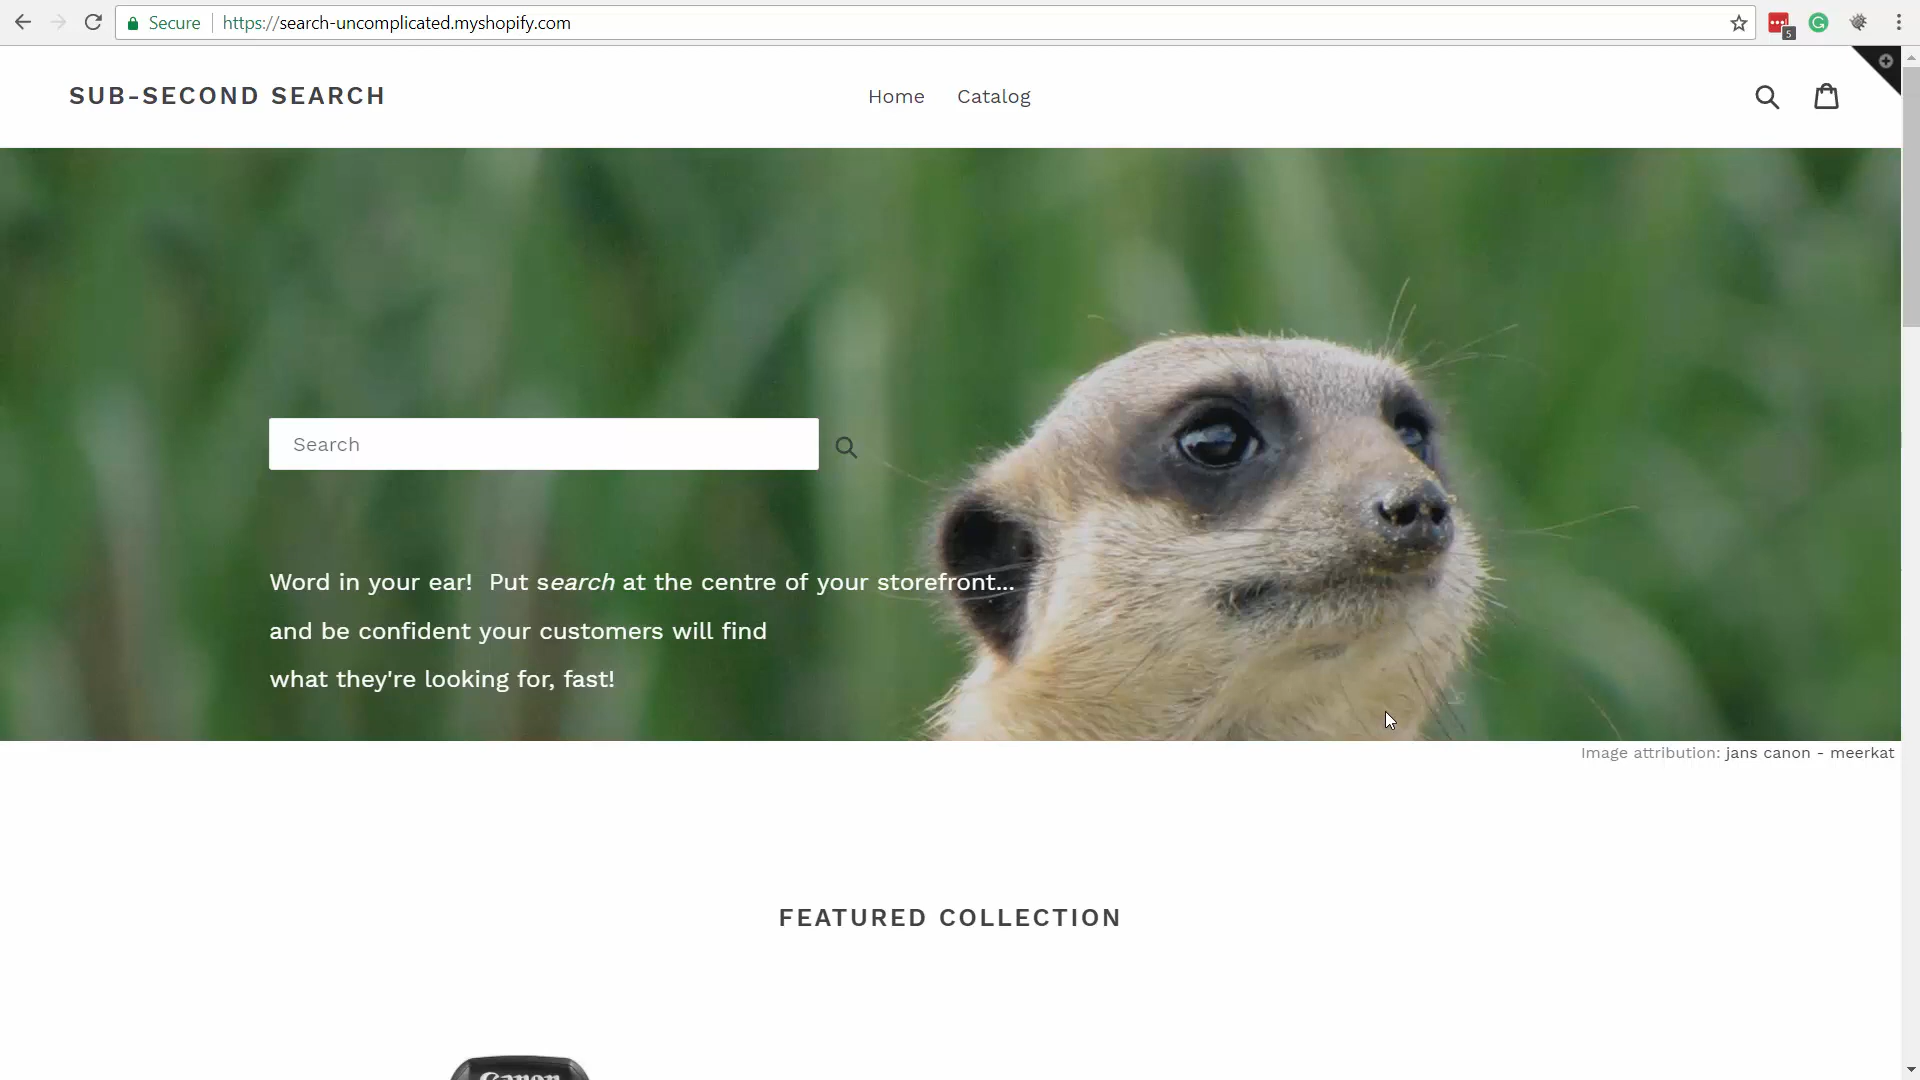 Secure https://search-uncomplicated.myshopify.com
5
SUB-SECOND SEARCH
Home
Catalog
Search
Word in your ear!  Put search at the centre of your storefront...
and be confident your customers will find
what they're looking for, fast!
Image attribution: jans canon - meerkat
FEATURED COLLECTION
Canon